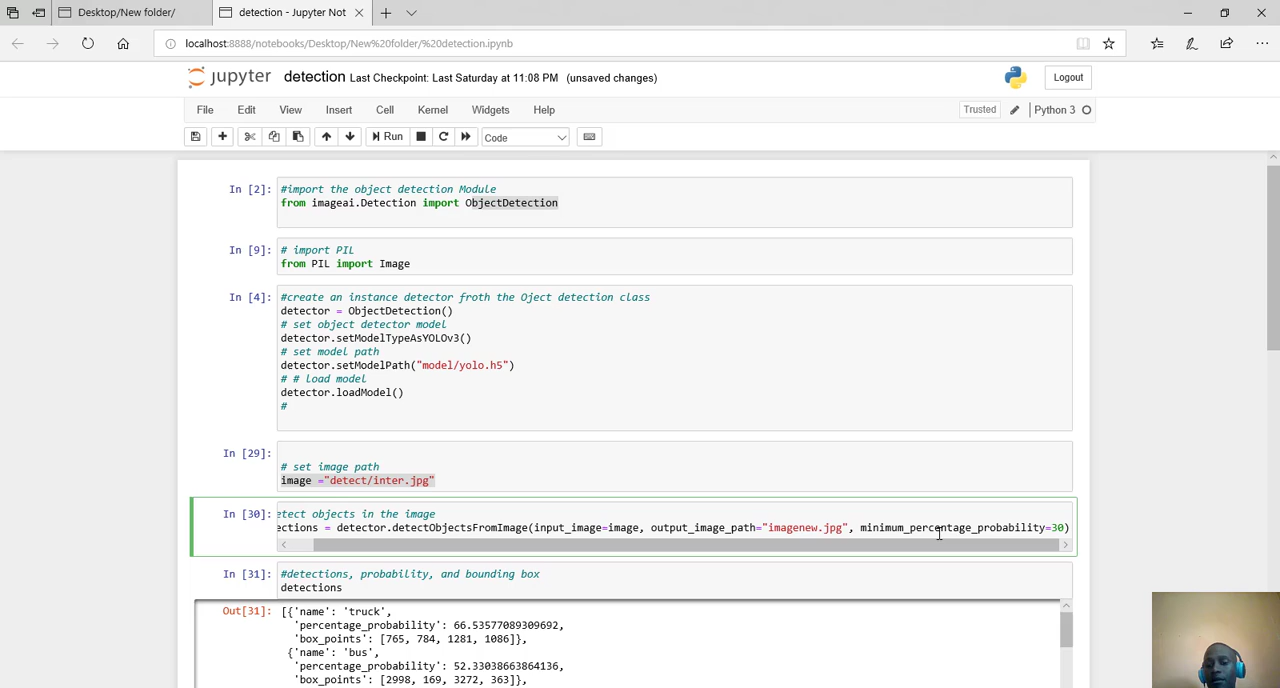 Desktop/New folder/
detection - Jupyter Not
localhost:8888/notebooks/Desktop/New%20folder/%20detection.ipynb
jupyter detection Last Checkpoint: Last Saturday at 11:08 PM (unsaved changes)
Logout
File Edit View Insert Cell Kernel Widgets Help
Trusted Python 3
Run Code
In [2]: #import the object detection Module
from imageai.Detection import ObjectDetection
In [9]: # import PIL
from PIL import Image
In [4]: #create an instance detector froth the Oject detection class
detector = ObjectDetection()
# set object detector model
detector.setModelTypeAsYOLOv3()
# set model path
detector.setModelPath("model/yolo.h5")
# # load model
detector.loadModel()
#
In [29]:
# set image path
image ="detect/inter.jpg"
In [30]: etect objects in the image
ections = detector.detectObjectsFromImage(input_image=image, output_image_path="imagenew.jpg", minimum_percentage_probability=30)
In [31]: #detections, probability, and bounding box
detections
Out[31]: [{'name': 'truck',
'percentage_probability': 66.53577089309692,
'box_points': [765, 784, 1281, 1086]},
{'name': 'bus',
'percentage_probability': 52.33038663864136,
'box_points': [2998, 169, 3272, 363]},